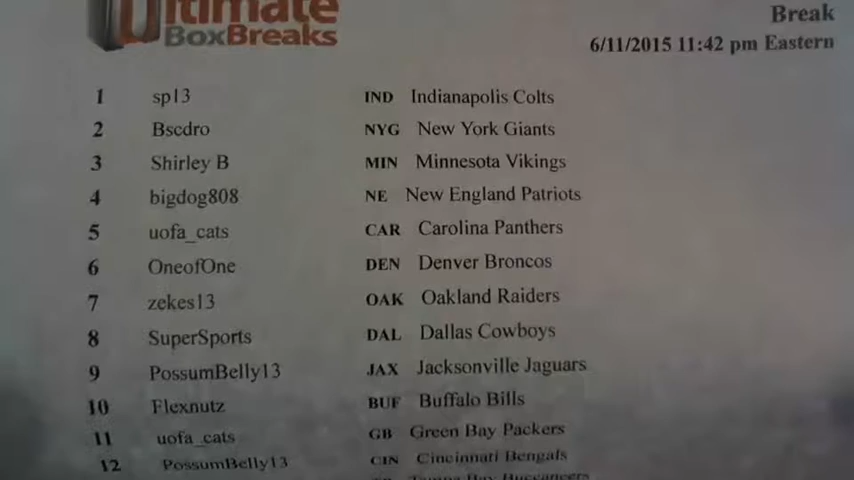 Ultimate
BoxBreaks
Break
6/11/2015 11:42 pm Eastern
1 sp13 IND Indianapolis Colts
2 Bscdro NYG New York Giants
3 Shirley B MIN Minnesota Vikings
4 bigdog808 NE New England Patriots
5 uofa_cats CAR Carolina Panthers
6 OneofOne DEN Denver Broncos
7 zekes13 OAK Oakland Raiders
8 SuperSports DAL Dallas Cowboys
9 PossumBelly13 JAX Jacksonville Jaguars
10 Flexnutz BUF Buffalo Bills
11 uofa_cats GB Green Bay Packers
12 PossumBelly13 CIN Cincinnati Bengals
Tampa Bay Buccaneers